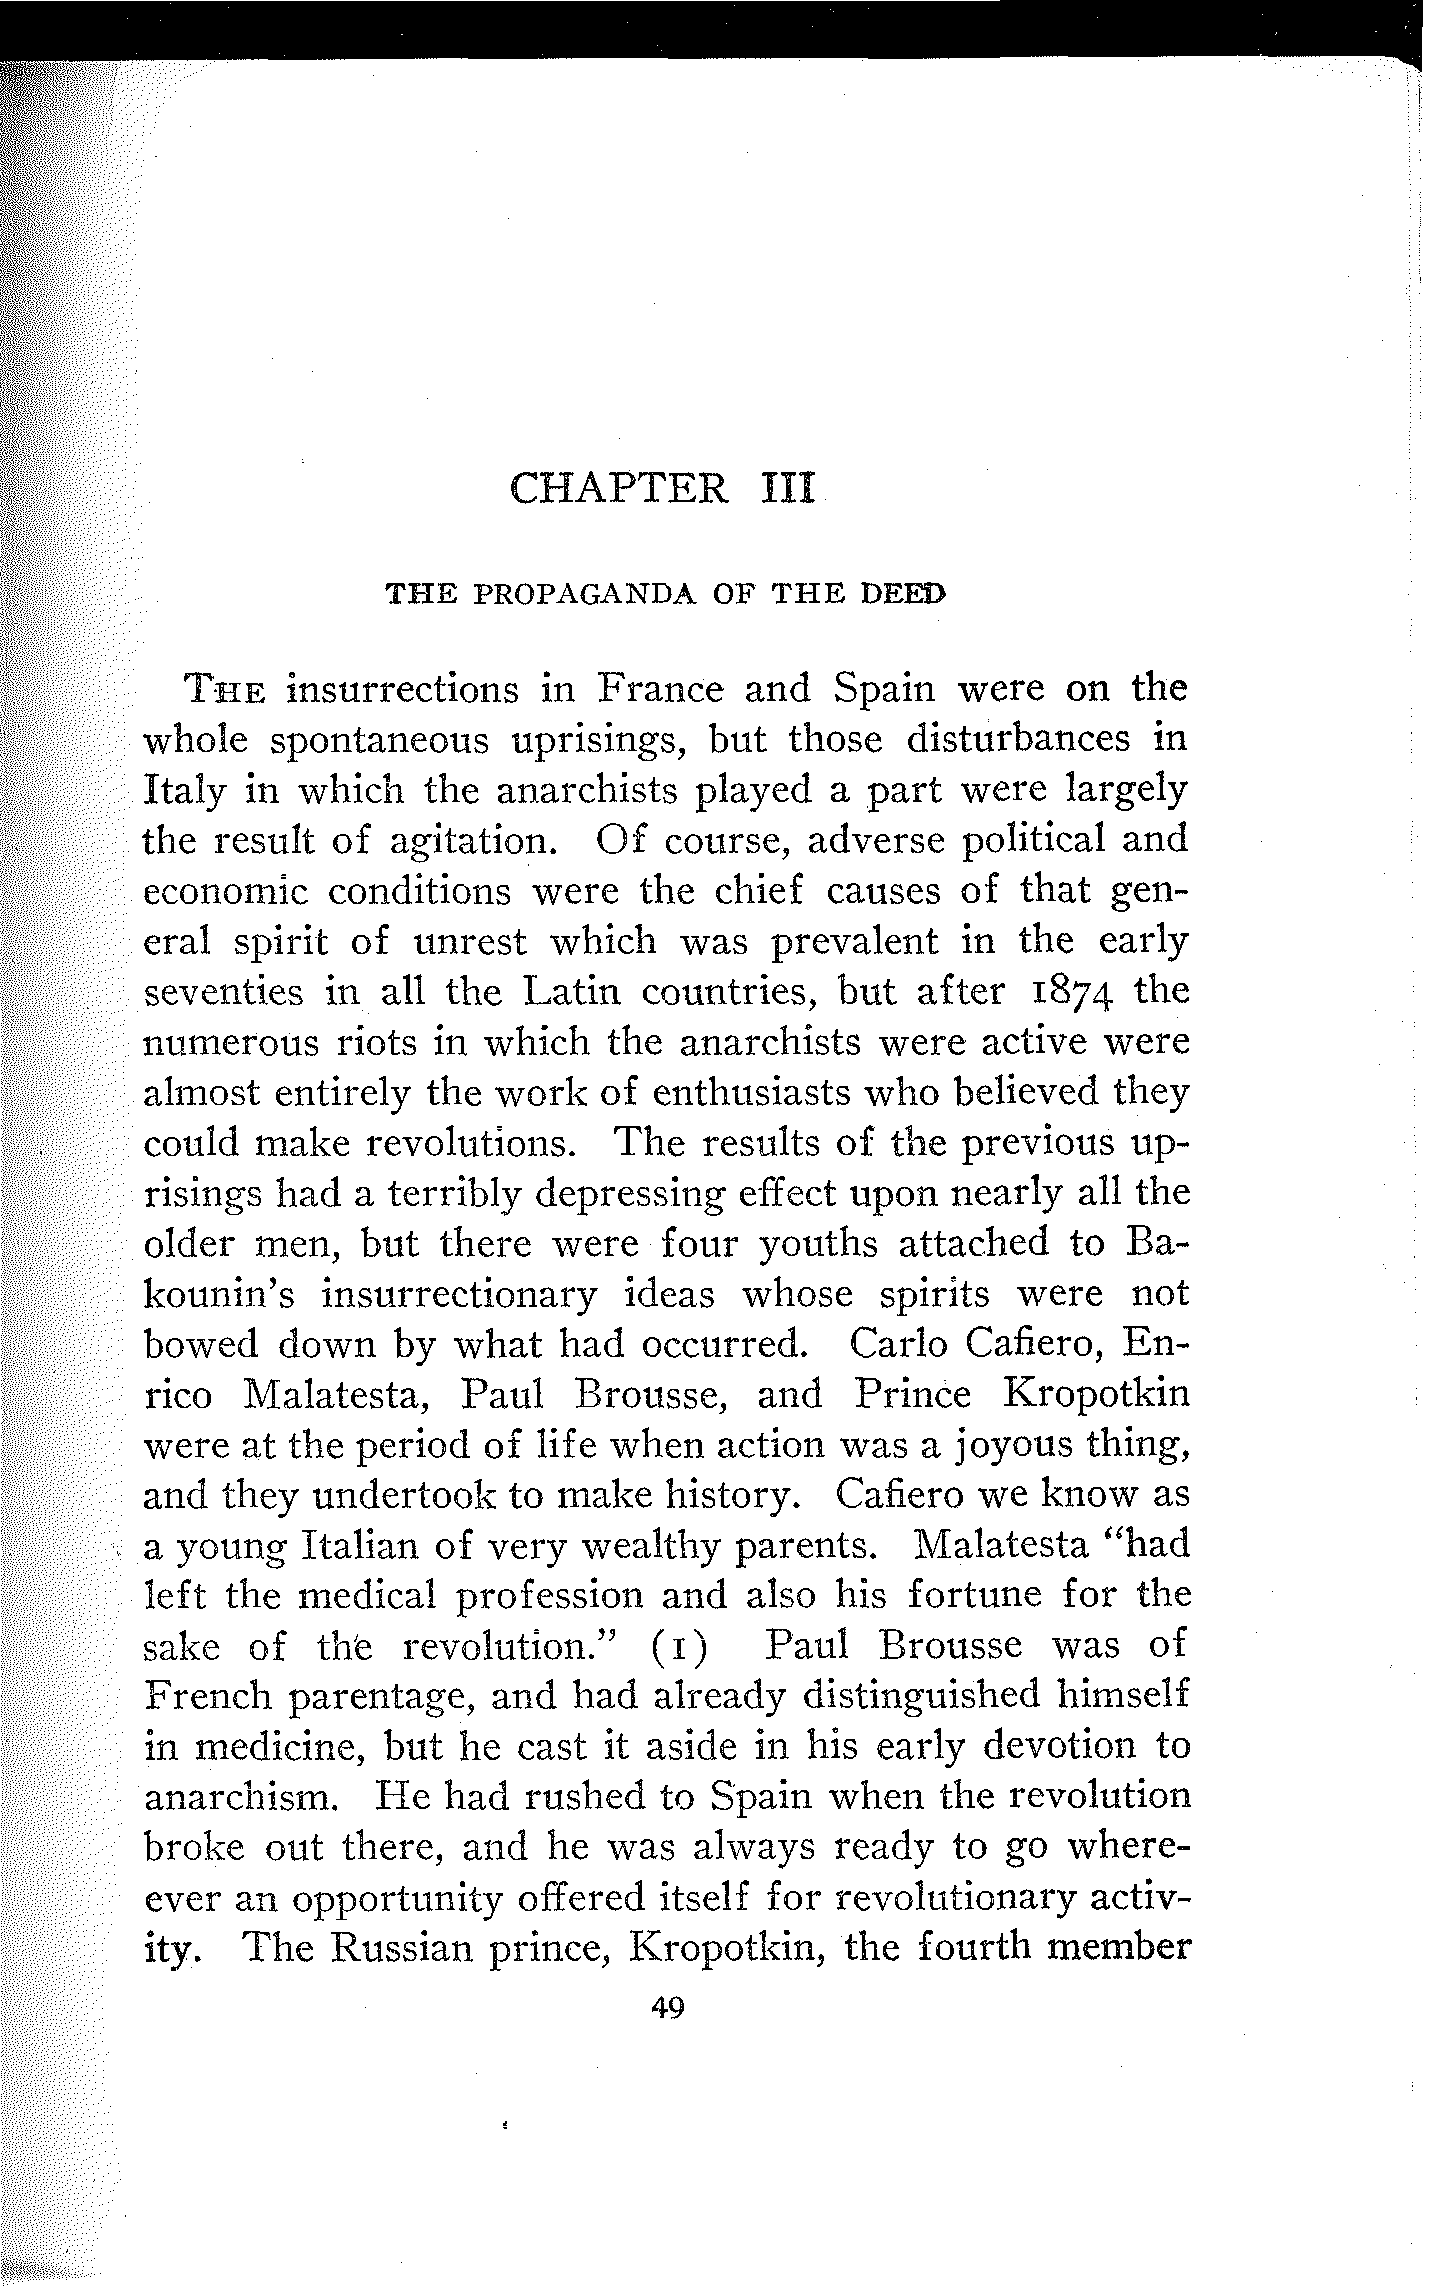 CHAPTER III
THE PROPAGANDA OF THE DEED
THE insurrections in France and Spain were on the
whole spontaneous uprisings, but those disturbances in
Italy in which the anarchists played a part were largely
the result of agitation. Of course, adverse political and
economic conditions were the chief causes of that gen-
eral spirit of unrest which was prevalent in the early
seventies in all the Latin countries, but after 1874 the
numerous riots in which the anarchists were active were
almost entirely the work of enthusiasts who believed they
could make revolutions. The results of the previous up-
risings had a terribly depressing effect upon nearly all the
older men, but there were four youths attached to Ba-
kounin's insurrectionary ideas whose spirits were not
bowed down by what had occurred. Carlo Cafiero, En-
rico Malatesta, Paul Brousse, and Prince Kropotkin
were at the period of life when action was a joyous thing,
and they undertook to make history. Cafiero we know as
a young Italian of very wealthy parents. Malatesta "had
left the medical profession and also his fortune for the
sake of the revolution." (1) Paul Brousse was of
French parentage, and had already distinguished himself
in medicine, but he cast it aside in his early devotion to
anarchism. He had rushed to Spain when the revolution
broke out there, and he was always ready to go where-
ever an opportunity offered itself for revolutionary activ-
ity. The Russian prince, Kropotkin, the fourth member
49